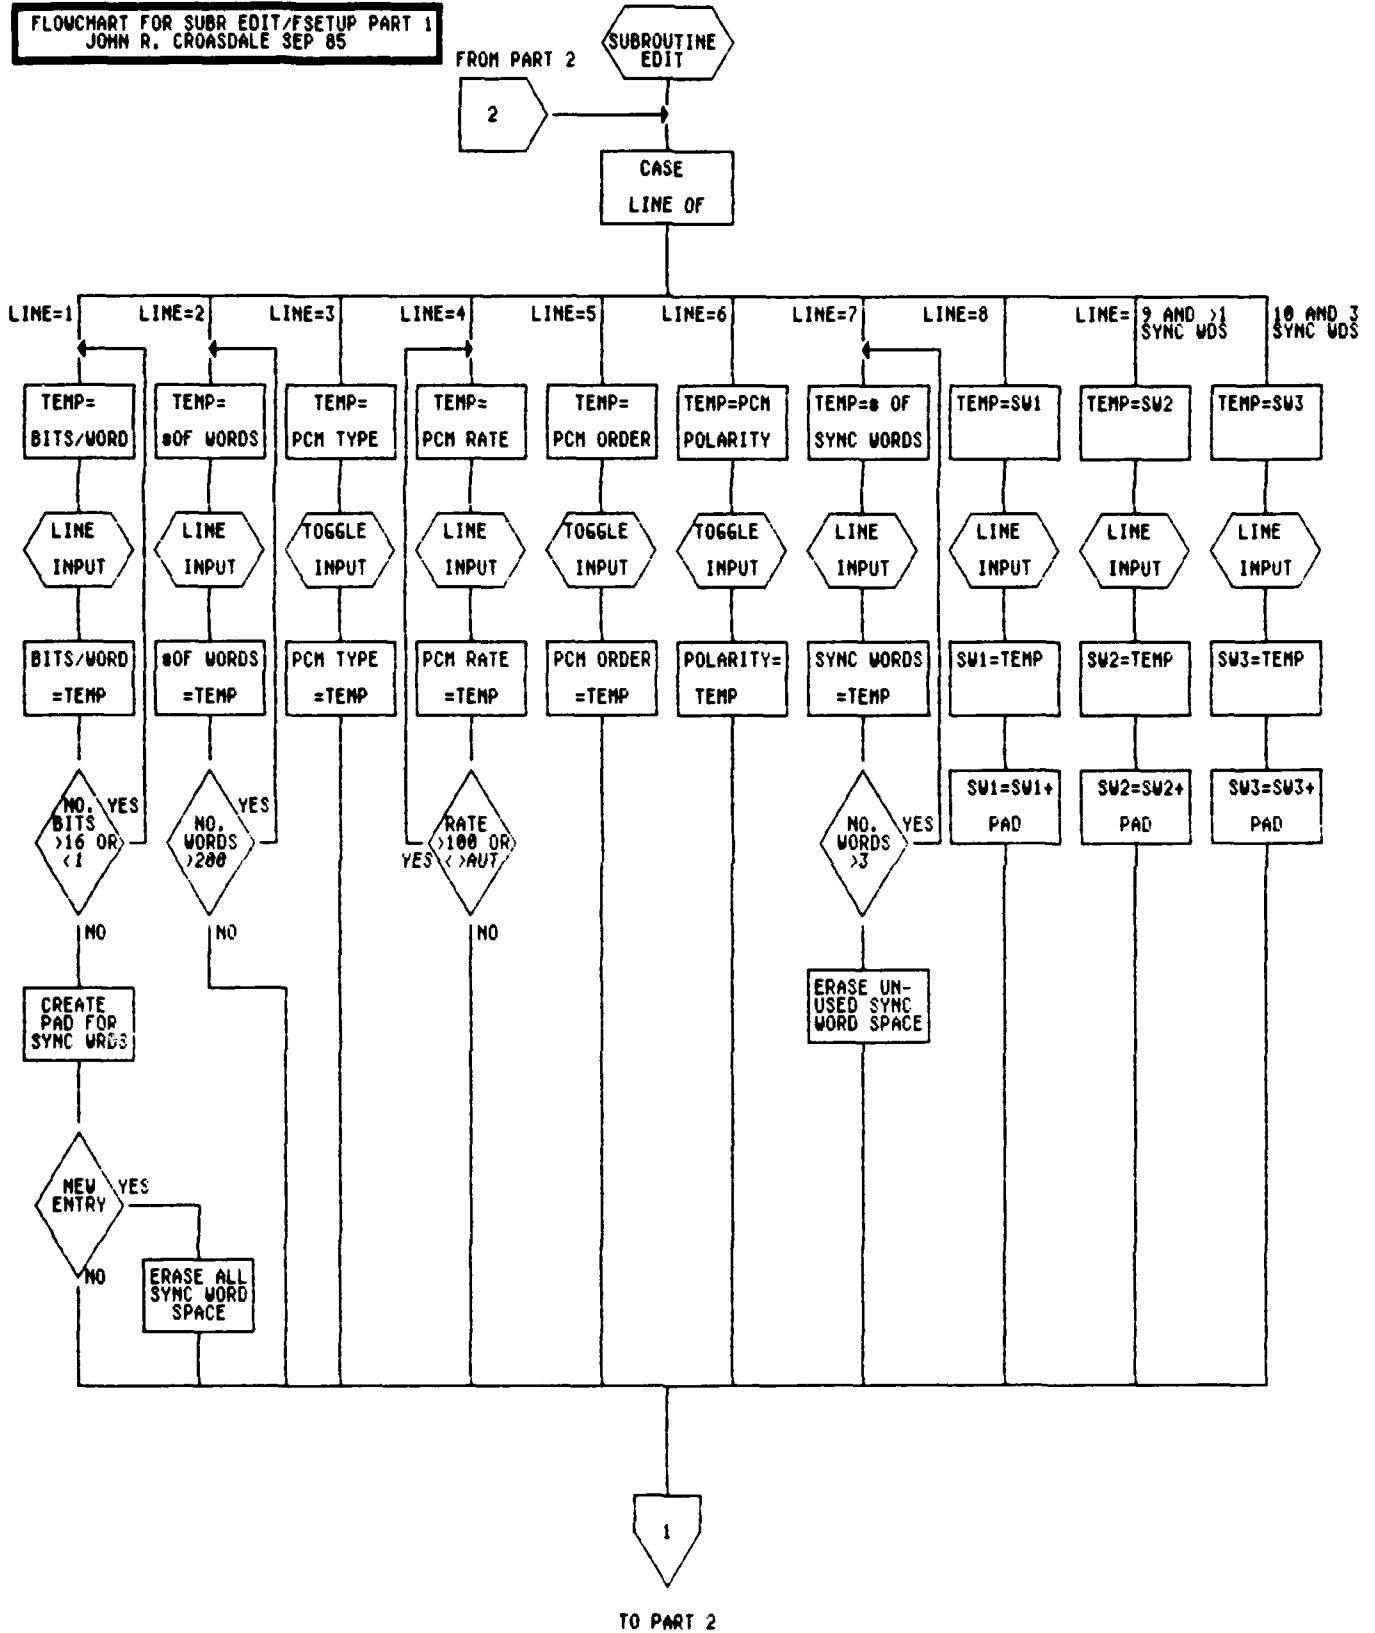 FLOWCHART FOR SUBR EDIT/FSETUP PART 1
JOHN R. CROASDALE SEP 85
SUBROUTINE
EDIT
FROM PART 2
2
CASE
LINE OF
LINE=1
LINE=2
LINE=3
LINE=4
LINE=5
LINE=6
LINE=7
LINE=8
LINE= 9 AND >1
SYNC WDS
10 AND 3
SYNC WDS
TEMP=
BITS/WORD
TEMP=
#OF WORDS
TEMP=
PCM TYPE
TEMP=
PCM RATE
TEMP=
PCM ORDER
TEMP=PCM
POLARITY
TEMP=# OF
SYNC WORDS
TEMP=SW1
TEMP=SW2
TEMP=SW3
LINE
INPUT
LINE
INPUT
TOGGLE
INPUT
LINE
INPUT
TOGGLE
INPUT
TOGGLE
INPUT
LINE
INPUT
LINE
INPUT
LINE
INPUT
LINE
INPUT
BITS/WORD
=TEMP
#OF WORDS
=TEMP
PCM TYPE
=TEMP
PCM RATE
=TEMP
PCM ORDER
=TEMP
POLARITY=
TEMP
SYNC WORDS
=TEMP
SW1=TEMP
SW2=TEMP
SW3=TEMP
NO.
BITS
>16 OR
<1
YES
NO
NO.
WORDS
>200
YES
NO
RATE
>100 OR
<>AUT
YES
NO
NO.
WORDS
>3
YES
SW1=SW1+
PAD
SW2=SW2+
PAD
SW3=SW3+
PAD
CREATE
PAD FOR
SYNC WRDS
ERASE UN-
USED SYNC
WORD SPACE
NEW
ENTRY
YES
NO
ERASE ALL
SYNC WORD
SPACE
1
TO PART 2